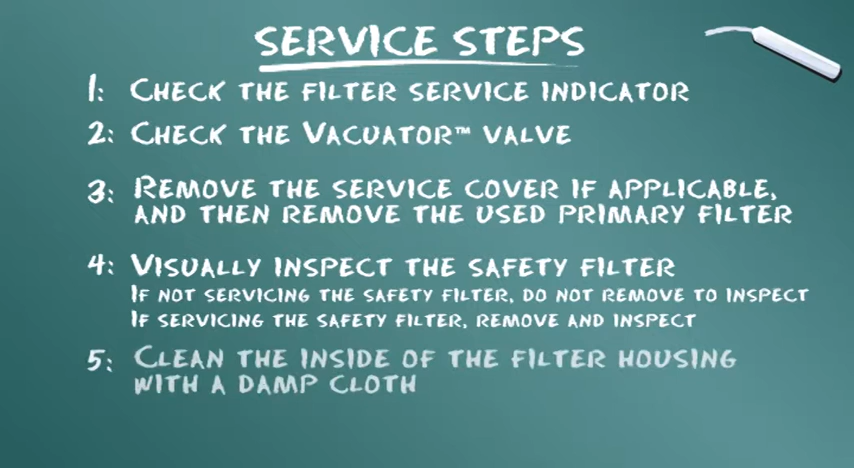 SERVICE STEPS
1: CHECK THE FILTER SERVICE INDICATOR
2: CHECK THE VACUATOR™ VALVE
3: REMOVE THE SERVICE COVER IF APPLICABLE,
AND THEN REMOVE THE USED PRIMARY FILTER
4: VISUALLY INSPECT THE SAFETY FILTER
IF NOT SERVICING THE SAFETY FILTER, DO NOT REMOVE TO INSPECT
IF SERVICING THE SAFETY FILTER, REMOVE AND INSPECT
5: CLEAN THE INSIDE OF THE FILTER HOUSING
WITH A DAMP CLOTH